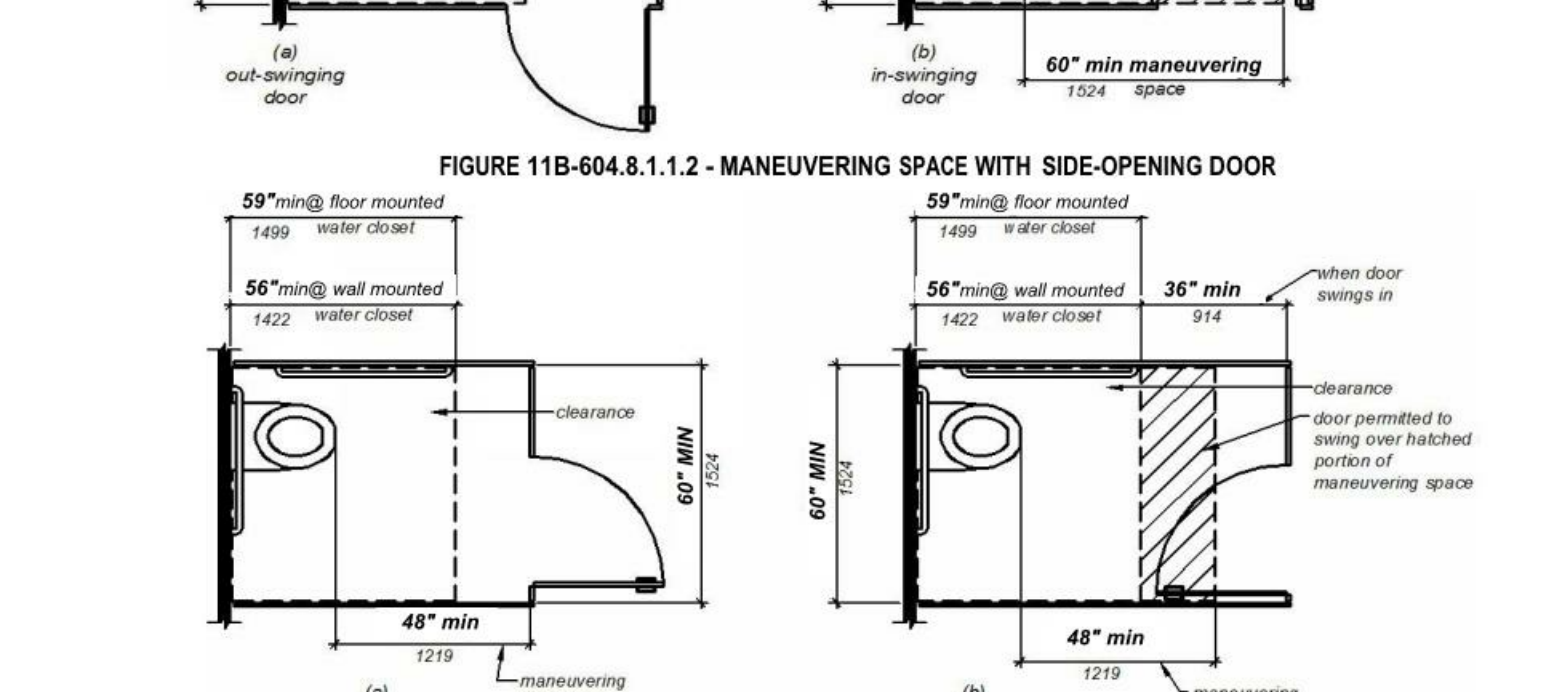 (a)
out-swinging
door
(b)
in-swinging
door
60" min maneuvering
1524 space
FIGURE 11B-604.8.1.1.2 - MANEUVERING SPACE WITH SIDE-OPENING DOOR
59"min@ floor mounted
1499 water closet
56"min@ wall mounted
1422 water closet
clearance
60" MIN
1524
48" min
1219
maneuvering
(a)
59"min@ floor mounted
1499 water closet
56"min@ wall mounted
1422 water closet
36" min
914
when door
swings in
clearance
door permitted to
swing over hatched
portion of
maneuvering space
60" MIN
1524
48" min
1219
maneuvering
(b)